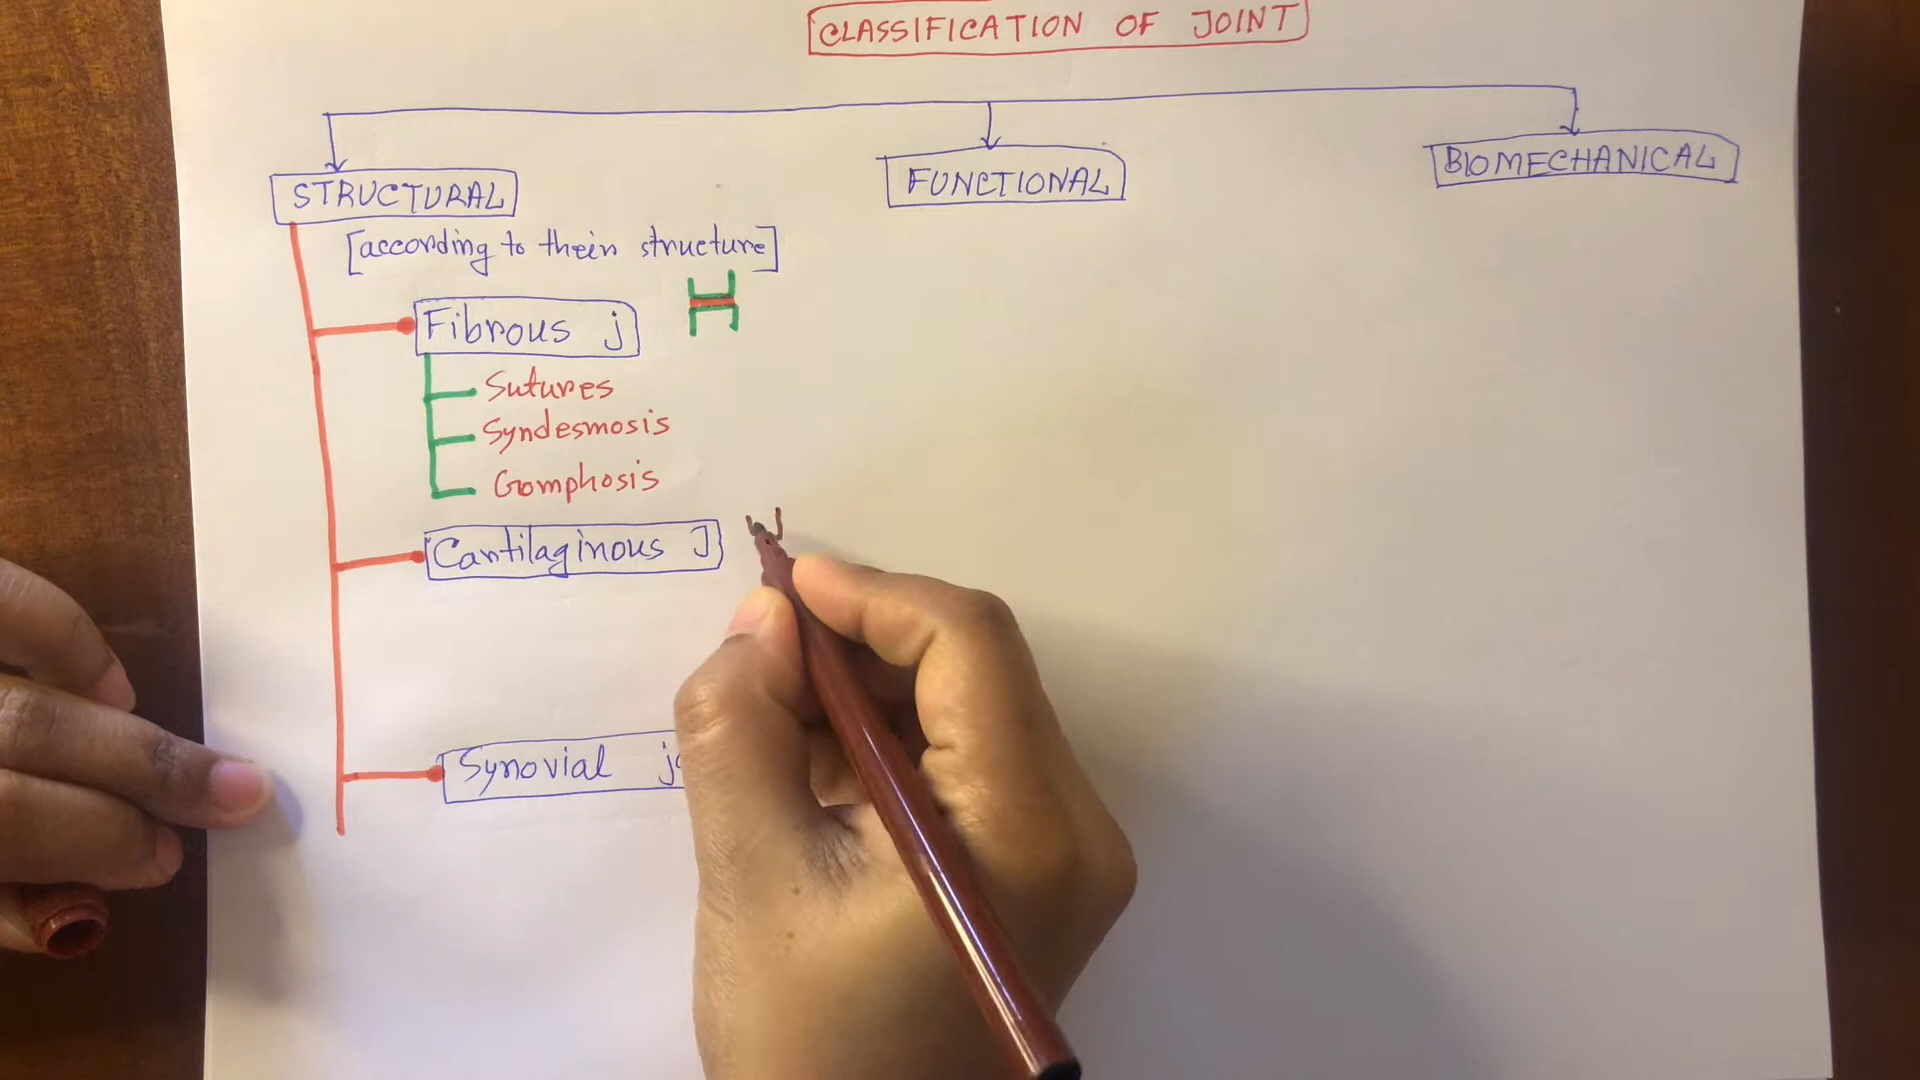 CLASSIFICATION OF JOINT
STRUCTURAL
FUNCTIONAL
BIOMECHANICAL
[according to their structure]
Fibrous j
Sutures
Syndesmosis
Gomphosis
Cartilaginous J
Synovial